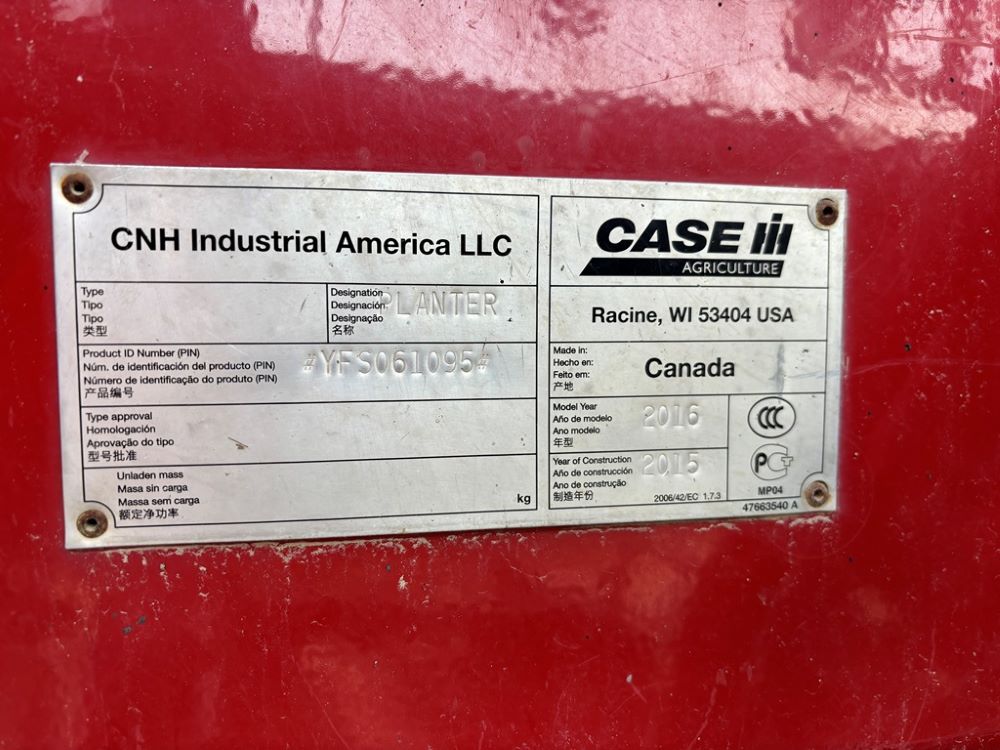 CNH Industrial America LLC
Type
Tipo
Tipo
类型
Designation
Designación
Designação
名称
PLANTER
Product ID Number (PIN)
Núm. de identificación del producto (PIN)
Número de identificação do produto (PIN)
产品编号
#YFS061095#
Type approval
Homologación
Aprovação do tipo
型号批准
Unladen mass
Masa sin carga
Massa sem carga
额定净功率
kg
CASE IH
AGRICULTURE
Racine, WI 53404 USA
Made in:
Hecho en:
Feito em:
产地
Canada
Model Year
Año de modelo
Ano modelo
年型
2016
Year of Construction
Año de construcción
Ano de construção
制造年份
2015
2006/42/EC 1.7.3
CCC
PCT
MP04
47663540 A